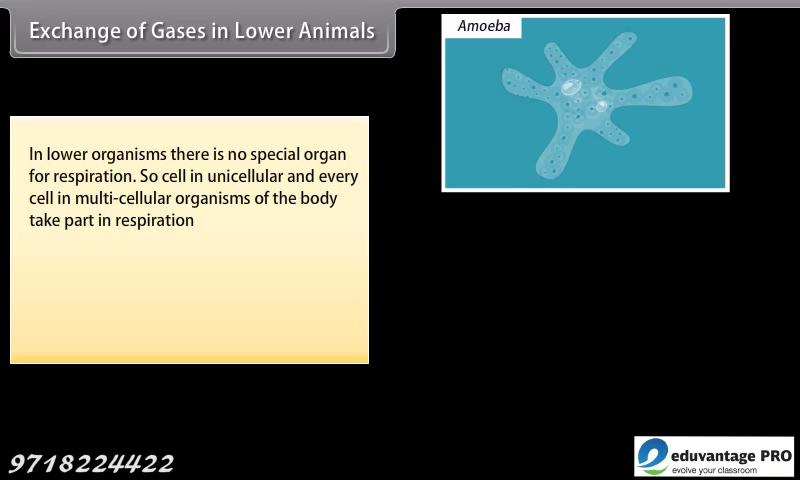 Exchange of Gases in Lower Animals
Amoeba
In lower organisms there is no special organ
for respiration. So cell in unicellular and every
cell in multi-cellular organisms of the body
take part in respiration
9718224422
eduvantage PRO
evolve your classroom